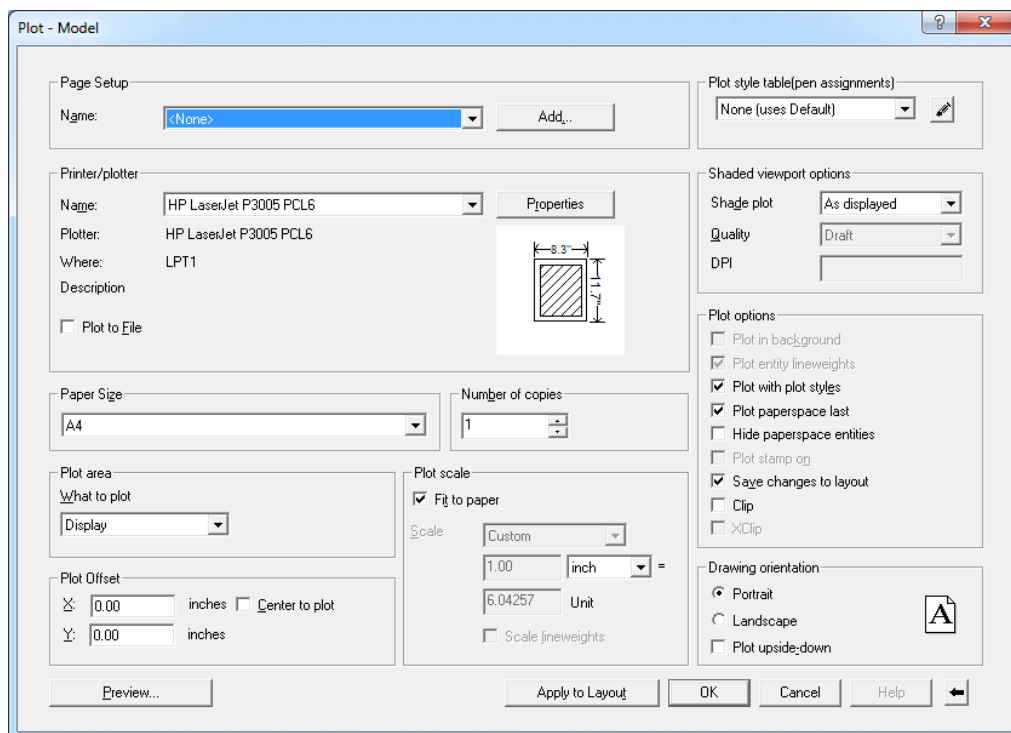 Plot - Model
Page Setup
Name:
<None>
Add...
Plot style table(pen assignments)
None (uses Default)
Printer/plotter
Name:
HP LaserJet P3005 PCL6
Properties
Plotter:
HP LaserJet P3005 PCL6
Where:
LPT1
Description
Plot to File
8.3"
11.7"
Shaded viewport options
Shade plot
As displayed
Quality
Draft
DPI
Paper Size
A4
Number of copies
1
Plot options
Plot in background
Plot entity lineweights
Plot with plot styles
Plot paperspace last
Hide paperspace entities
Plot stamp on
Save changes to layout
Clip
XClip
Plot area
What to plot
Display
Plot scale
Fit to paper
Scale
Custom
1.00
inch
=
6.04257
Unit
Scale lineweights
Plot Offset
X:
0.00
inches
Center to plot
Y:
0.00
inches
Drawing orientation
Portrait
Landscape
Plot upside-down
A
Preview...
Apply to Layout
OK
Cancel
Help